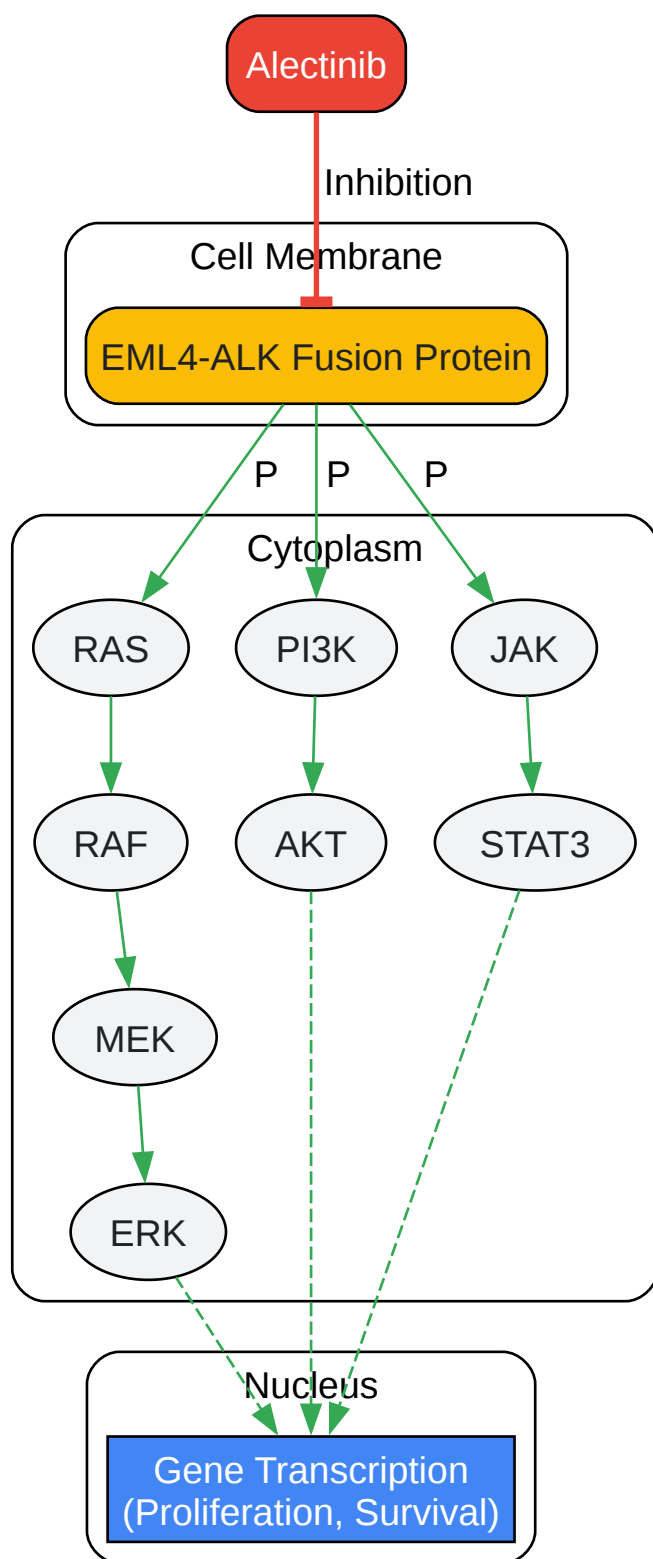 Alectinib
Inhibition
Cell Membrane
EML4-ALK Fusion Protein
P P P
Cytoplasm
RAS PI3K JAK
RAF AKT STAT3
MEK
ERK
Nucleus
Gene Transcription
(Proliferation, Survival)